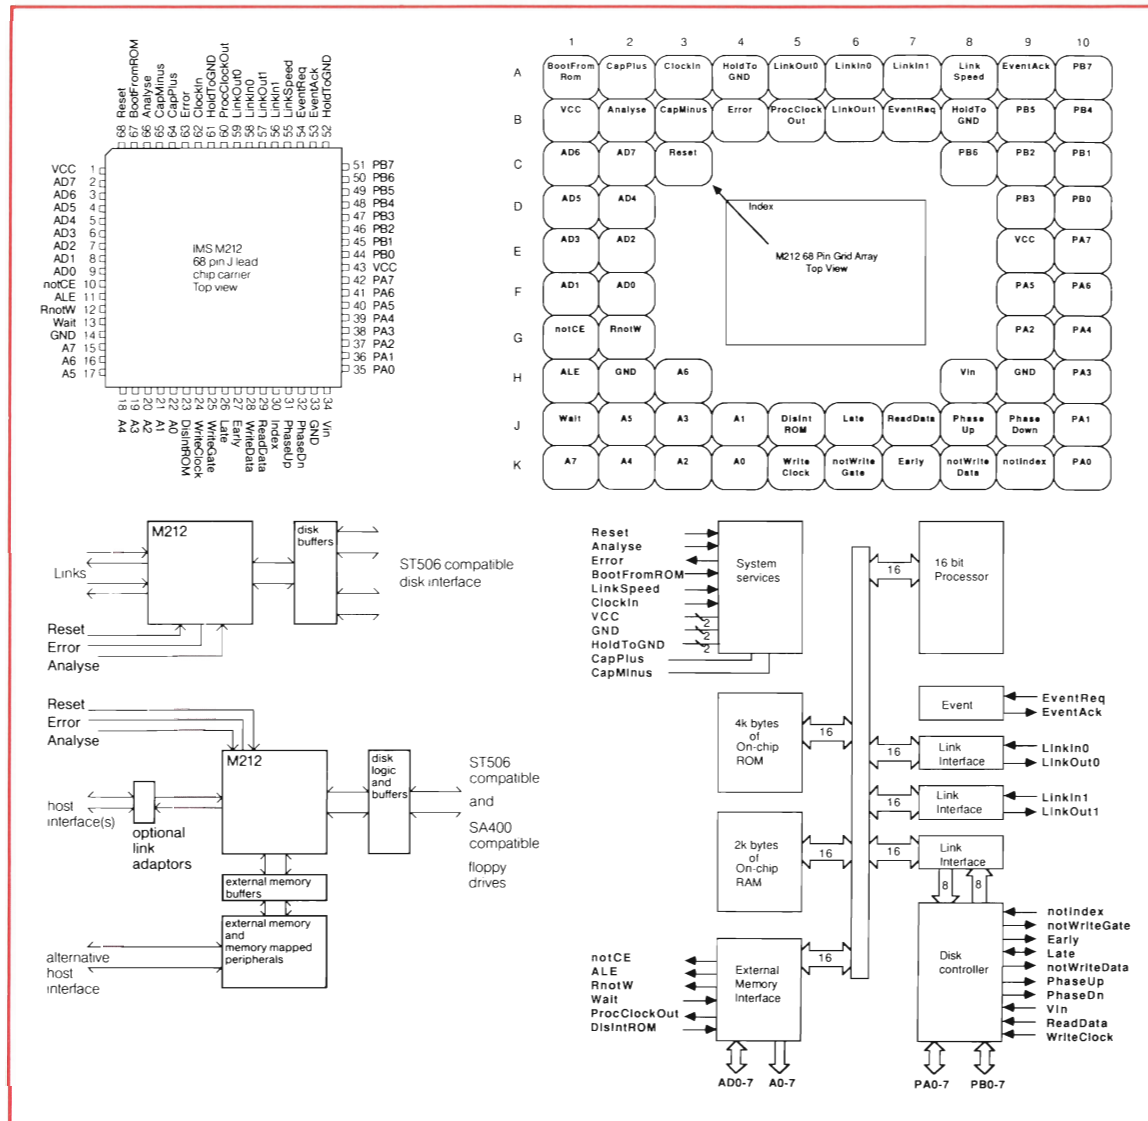 68 Reset
67 BootFromROM
66 Analyse
65 CapMinus
64 CapPlus
63 Error
62 ClockIn
61 HoldToGND
60 ProcClockOut
59 LinkOut0
58 LinkIn0
57 LinkOut1
56 LinkIn1
55 LinkSpeed
54 EventReq
53 EventAck
52 HoldToGND
VCC 1
AD7 2
AD6 3
AD5 4
AD4 5
AD3 6
AD2 7
AD1 8
AD0 9
notCE 10
ALE 11
RnotW 12
Wait 13
GND 14
A7 15
A6 16
A5 17
IMS M212
68 pin J lead
chip carrier
Top view
51 PB7
50 PB6
49 PB5
48 PB4
47 PB3
46 PB2
45 PB1
44 PB0
43 VCC
42 PA7
41 PA6
40 PA5
39 PA4
38 PA3
37 PA2
36 PA1
35 PA0
18 A4
19 A3
20 A2
21 A1
22 A0
23 DisIntROM
24 WriteClock
25 WriteGate
26 Late
27 Early
28 WriteData
29 ReadData
30 Index
31 PhaseUp
32 PhaseDn
33 GND
34 Vin
1 2 3 4 5 6 7 8 9 10
A BootFrom Rom CapPlus ClockIn HoldTo GND LinkOut0 LinkIn0 LinkIn1 Link Speed EventAck PB7
B VCC Analyse CapMinus Error ProcClock Out LinkOut1 EventReq HoldTo GND PB5 PB4
C AD6 AD7 Reset PB6 PB2 PB1
D AD5 AD4 PB3 PB0
E AD3 AD2 VCC PA7
F AD1 AD0 PA5 PA6
G notCE RnotW PA2 PA4
H ALE GND A6 Vin GND PA3
J Wait A5 A3 A1 DisInt ROM Late ReadData Phase Up Phase Down PA1
K A7 A4 A2 A0 Write Clock notWrite Gate Early notWrite Data notIndex PA0
Index
M212 68 Pin Grid Array
Top View
M212
disk
buffers
Links
ST506 compatible
disk interface
Reset
Error
Analyse
Reset
Error
Analyse
M212
disk
logic
and
buffers
host
interface(s)
optional
link
adaptors
ST506
compatible
and
SA400
compatible
floppy
drives
external memory
buffers
external memory
and
memory mapped
peripherals
alternative
host
interface
Reset
Analyse
Error
BootFromROM
LinkSpeed
ClockIn
VCC 2
GND 2
HoldToGND 2
CapPlus
CapMinus
System
services
16
16 bit
Processor
Event
EventReq
EventAck
4k bytes
of
On-chip
ROM
16
16
Link
Interface
LinkIn0
LinkOut0
16
Link
Interface
LinkIn1
LinkOut1
2k bytes
of
On-chip
RAM
16
16
Link
Interface
8 8
notCE
ALE
RnotW
Wait
ProcClockOut
DisIntROM
External
Memory
Interface
16
AD0-7 A0-7
Disk
controller
notIndex
notWriteGate
Early
Late
notWriteData
PhaseUp
PhaseDn
Vin
ReadData
WriteClock
PA0-7 PB0-7